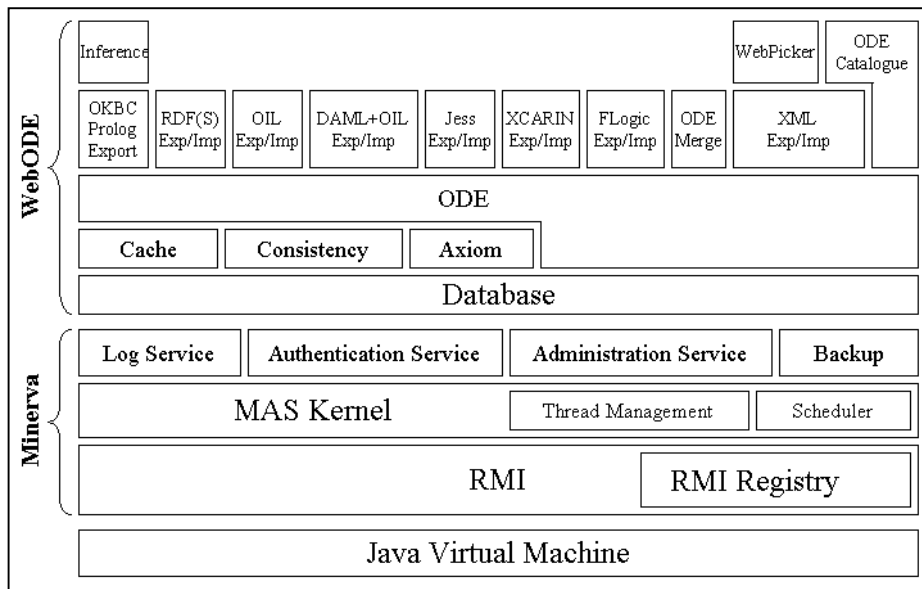 Inference
WebPicker
ODE
Catalogue
OKBC
Prolog
Export
RDF(S)
Exp/Imp
OIL
Exp/Imp
DAML+OIL
Exp/Imp
Jess
Exp/Imp
XCARIN
Exp/Imp
FLogic
Exp/Imp
ODE
Merge
XML
Exp/Imp
WebODE
ODE
Cache
Consistency
Axiom
Database
Minerva
Log Service
Authentication Service
Administration Service
Backup
MAS Kernel
Thread Management
Scheduler
RMI
RMI Registry
Java Virtual Machine